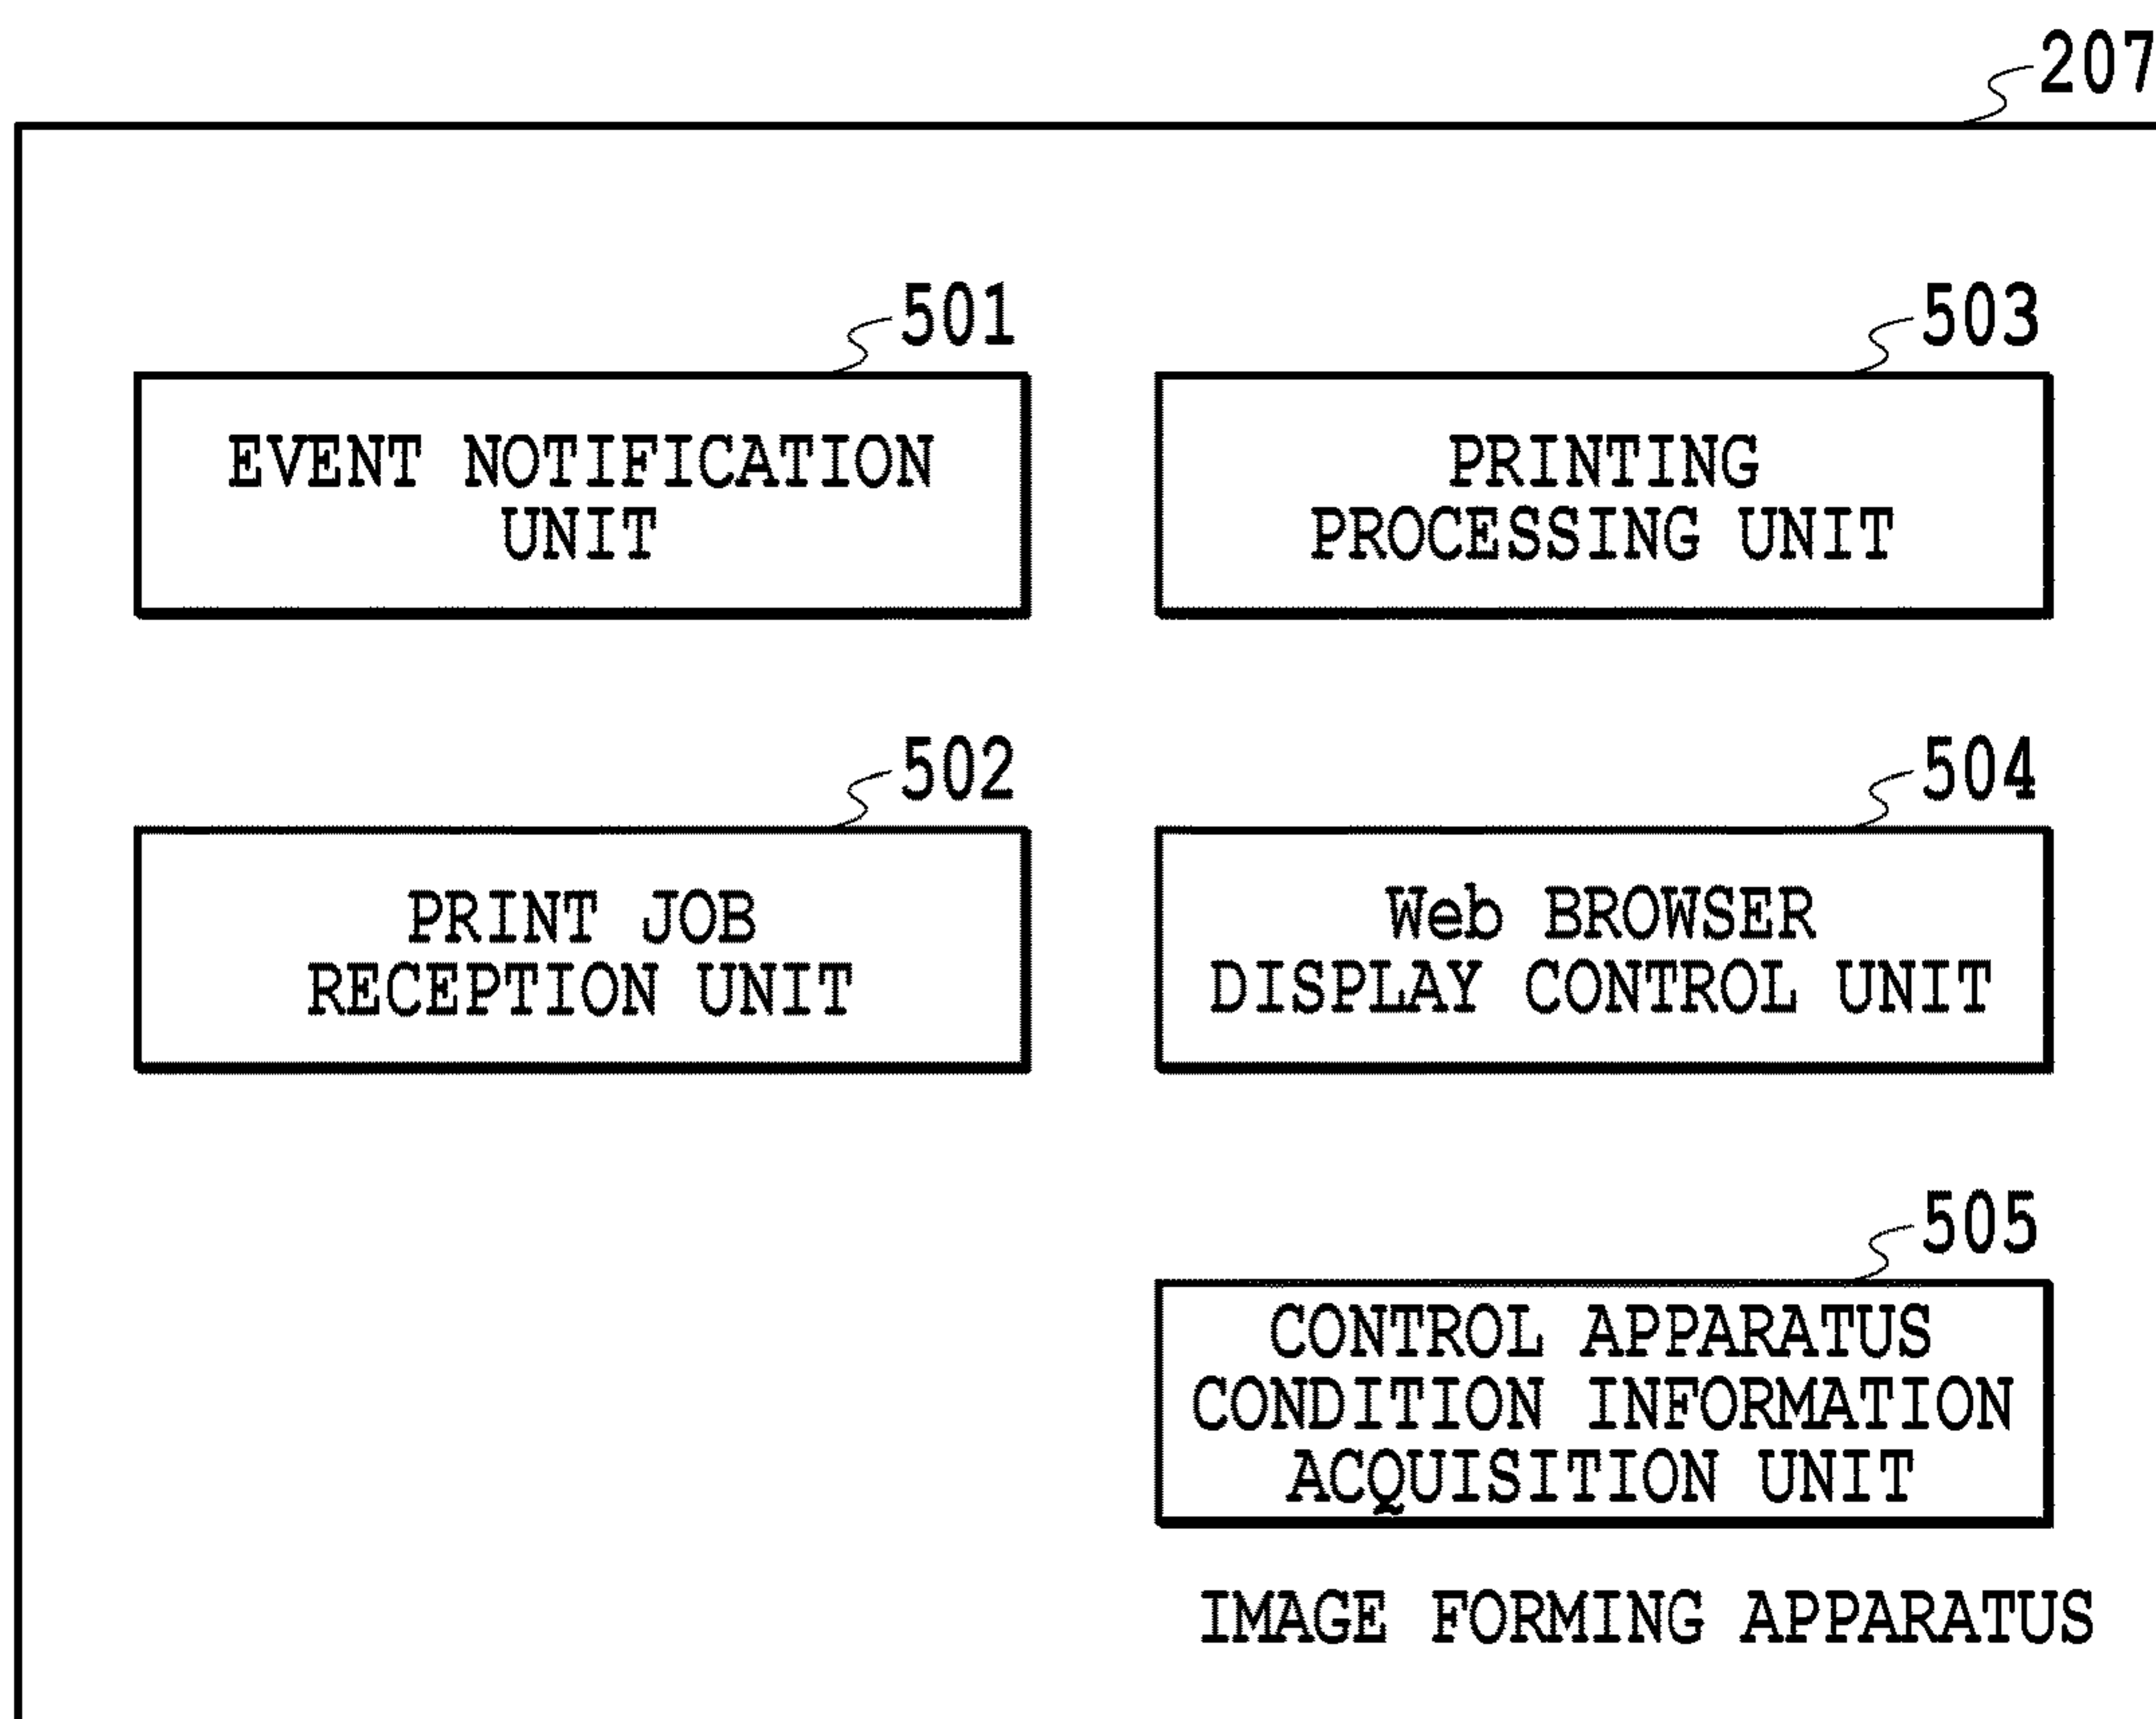 207
501
EVENT NOTIFICATION
UNIT
503
PRINTING
PROCESSING UNIT
502
PRINT JOB
RECEPTION UNIT
504
Web BROWSER
DISPLAY CONTROL UNIT
505
CONTROL APPARATUS
CONDITION INFORMATION
ACQUISITION UNIT
IMAGE FORMING APPARATUS